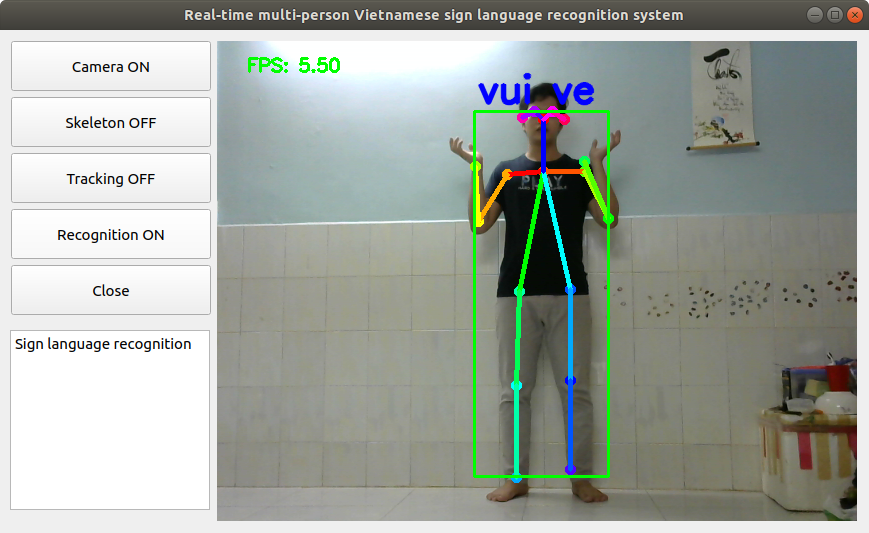 Real-time multi-person Vietnamese sign language recognition system
Camera ON
Skeleton OFF
Tracking OFF
Recognition ON
Close
Sign language recognition
FPS: 5.50
vui ve
PLAY